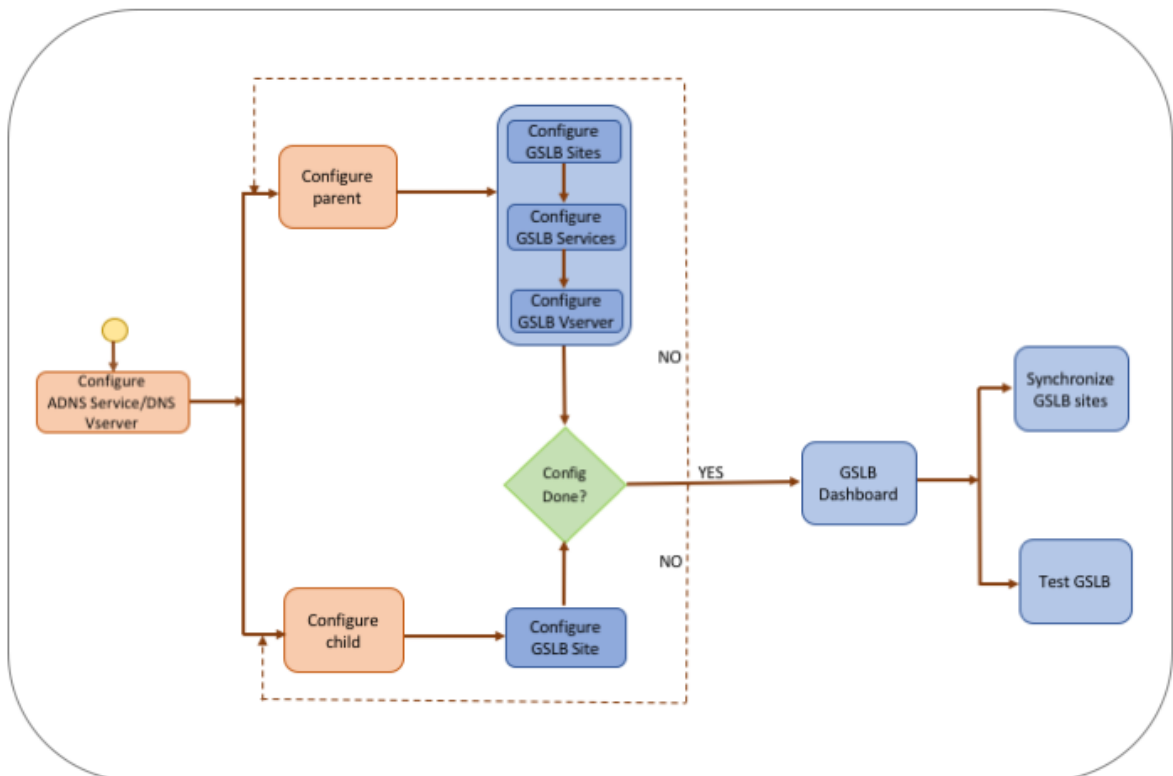 Configure
GSLB Sites
Configure
parent
Configure
GSLB Services
Configure
GSLB Vserver
Configure
ADNS Service/DNS
Vserver
NO
Synchronize
GSLB sites
Config
Done?
YES
GSLB
Dashboard
NO
Test GSLB
Configure
child
Configure
GSLB Site